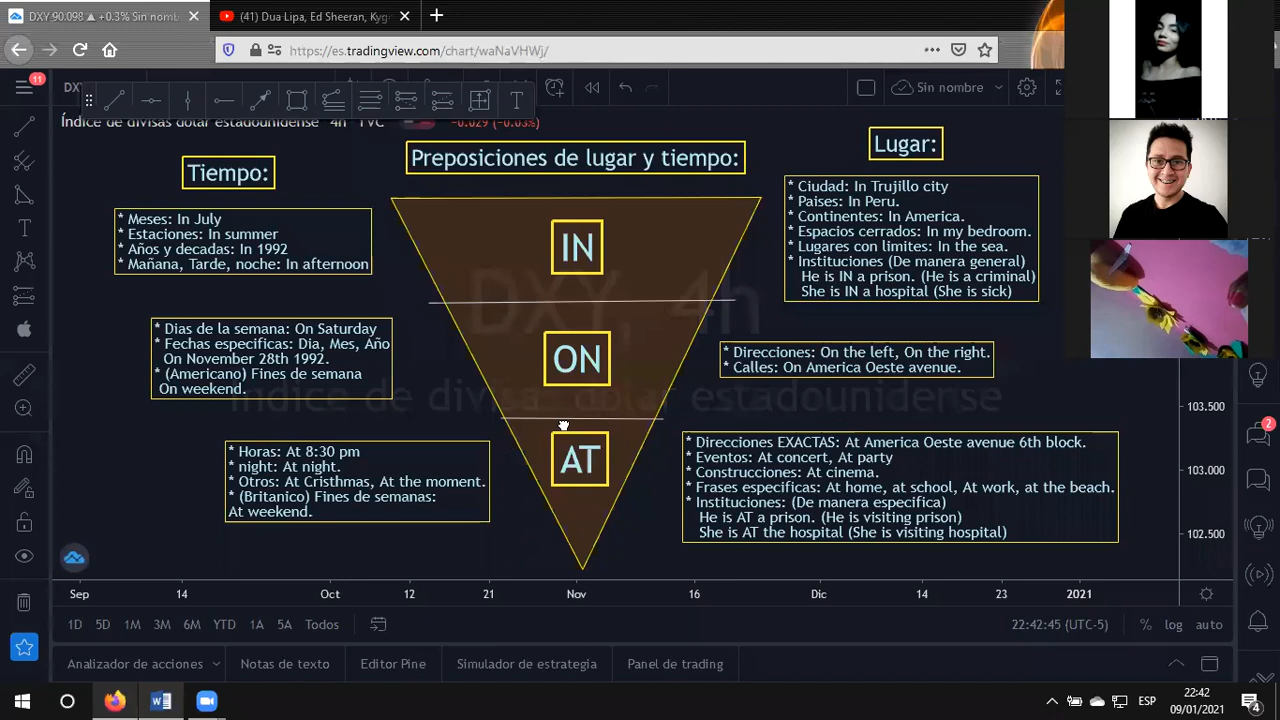 DXY 90.098 ▲ +0.3% Sin nomb
(41) Dua Lipa, Ed Sheeran, Kyg
https://es.tradingview.com/chart/waNaVHWj/
11
DX
T
Sin nombre
Índice de divisas dólar estadounidense 4h TVC
−0.029 (−0.03%)
Preposiciones de lugar y tiempo:
Tiempo:
* Meses: In July
* Estaciones: In summer
* Años y decadas: In 1992
* Mañana, Tarde, noche: In afternoon
* Dias de la semana: On Saturday
* Fechas especificas: Dia, Mes, Año
On November 28th 1992.
* (Americano) Fines de semana
On weekend.
* Horas: At 8:30 pm
* night: At night.
* Otros: At Cristhmas, At the moment.
* (Britanico) Fines de semanas:
At weekend.
IN
ON
AT
Lugar:
* Ciudad: In Trujillo city
* Paises: In Peru.
* Continentes: In America.
* Espacios cerrados: In my bedroom.
* Lugares con limites: In the sea.
* Instituciones (De manera general)
He is IN a prison. (He is a criminal)
She is IN a hospital (She is sick)
* Direcciones: On the left, On the right.
* Calles: On America Oeste avenue.
* Direcciones EXACTAS: At America Oeste avenue 6th block.
* Eventos: At concert, At party
* Construcciones: At cinema.
* Frases especificas: At home, at school, At work, at the beach.
* Instituciones: (De manera especifica)
He is AT a prison. (He is visiting prison)
She is AT the hospital (She is visiting hospital)
DXY, 4h
Índice de divisas dólar estadounidense
103.500
103.000
102.500
2
Sep
14
Oct
12
21
Nov
16
Dic
14
23
2021
1D 5D 1M 3M 6M YTD 1A 5A Todos
22:42:45 (UTC-5)
% log auto
Analizador de acciones
Notas de texto
Editor Pine
Simulador de estrategia
Panel de trading
ESP
22:42
09/01/2021
4